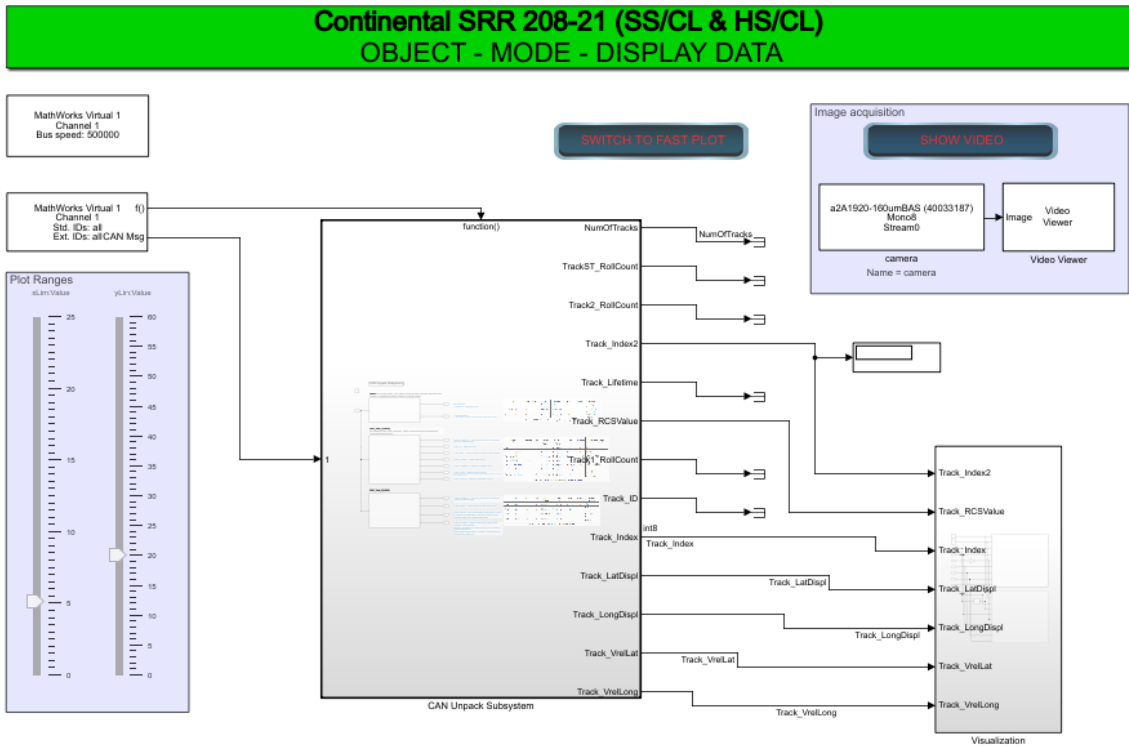 Continental SRR 208-21 (SS/CL & HS/CL)
OBJECT - MODE - DISPLAY DATA
MathWorks Virtual 1
Channel 1
Bus speed: 500000
SWITCH TO FAST PLOT
Image acquisition
SHOW VIDEO
a2A1920-160umBAS (40033187)
Mono8
Stream0
camera
Name = camera
Image
Video
Viewer
Video Viewer
MathWorks Virtual 1 f()
Channel 1
Std. IDs: all
Ext. IDs: all CAN Msg
Plot Ranges
xLim:Value
yLim:Value
25
20
15
10
5
0
60
55
50
45
40
35
30
25
20
15
10
5
0
function()
1
NumOfTracks
NumOfTracks
TrackST_RollCount
Track2_RollCount
Track_Index2
Track_Lifetime
Track_RCSValue
Track1_RollCount
Track_ID
int8
Track_Index
Track_Index
Track_LatDispl
Track_LatDispl
Track_LongDispl
Track_LongDispl
Track_VrelLat
Track_VrelLat
Track_VrelLong
Track_VrelLong
CAN Unpack Subsystem
Track_Index2
Track_RCSValue
Track_Index
Track_LatDispl
Track_LongDispl
Track_VrelLat
Track_VrelLong
Visualization